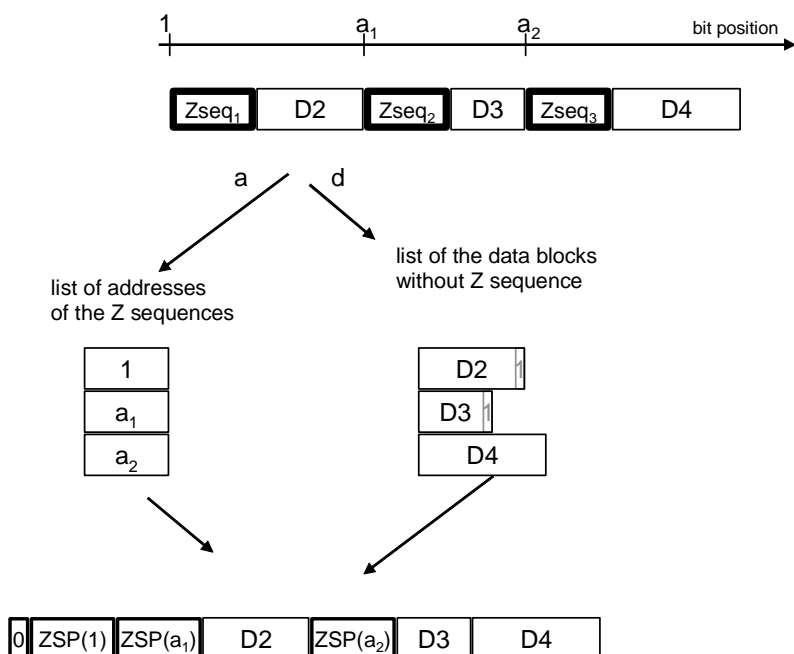 1 a₁ a₂ bit position
Zseq₁ D2 Zseq₂ D3 Zseq₃ D4
a d
list of addresses
of the Z sequences
list of the data blocks
without Z sequence
1
a₁
a₂
D2 1
D3 1
D4
0 ZSP(1) ZSP(a₁) D2 ZSP(a₂) D3 D4